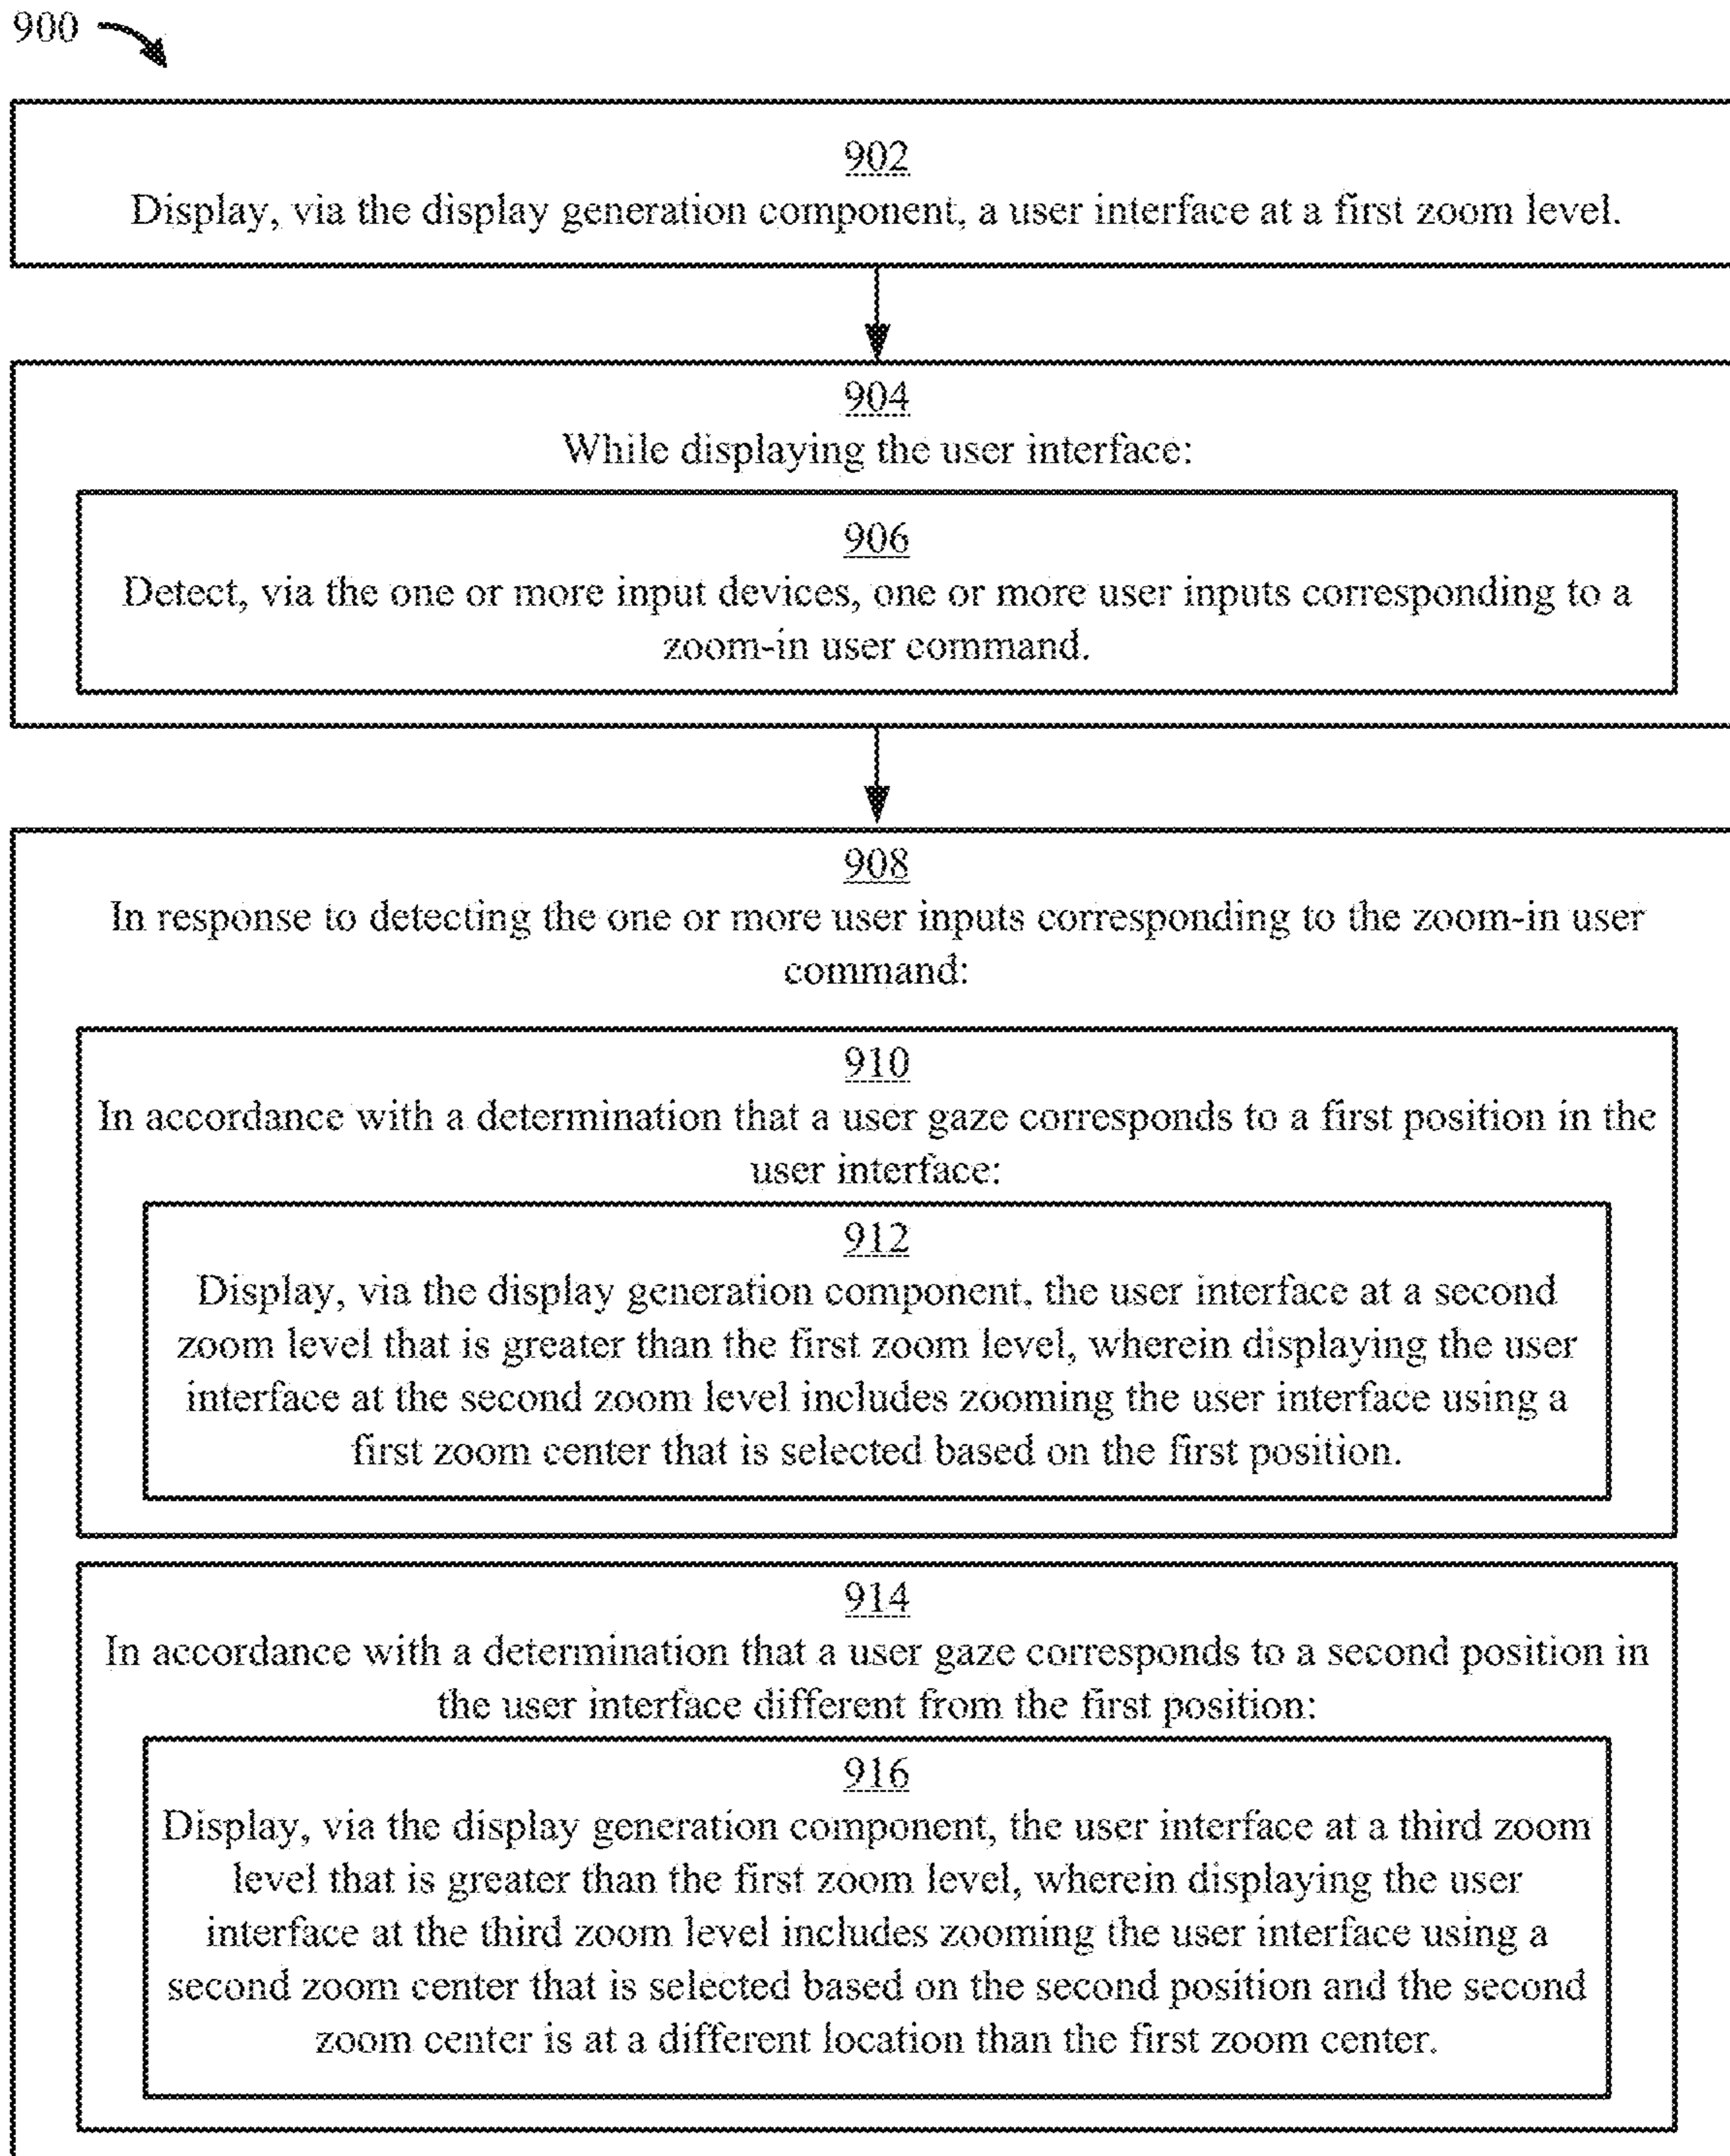 900
902
Display, via the display generation component, a user interface at a first zoom level.
904
While displaying the user interface:
906
Detect, via the one or more input devices, one or more user inputs corresponding to a
zoom-in user command.
908
In response to detecting the one or more user inputs corresponding to the zoom-in user
command:
910
In accordance with a determination that a user gaze corresponds to a first position in the
user interface:
912
Display, via the display generation component, the user interface at a second
zoom level that is greater than the first zoom level, wherein displaying the user
interface at the second zoom level includes zooming the user interface using a
first zoom center that is selected based on the first position.
914
In accordance with a determination that a user gaze corresponds to a second position in
the user interface different from the first position:
916
Display, via the display generation component, the user interface at a third zoom
level that is greater than the first zoom level, wherein displaying the user
interface at the third zoom level includes zooming the user interface using a
second zoom center that is selected based on the second position and the second
zoom center is at a different location than the first zoom center.